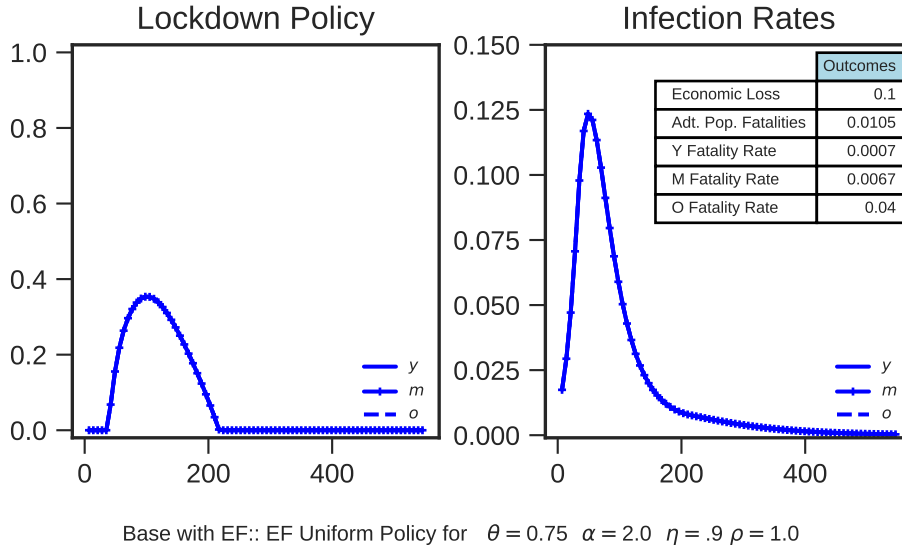 Lockdown Policy
1.0
0.8
0.6
0.4
0.2
0.0
0 200 400
y
m
o
Infection Rates
0.150
0.125
0.100
0.075
0.050
0.025
0.000
0 200 400
Outcomes
Economic Loss 0.1
Adt. Pop. Fatalities 0.0105
Y Fatality Rate 0.0007
M Fatality Rate 0.0067
O Fatality Rate 0.04
y
m
o
Base with EF:: EF Uniform Policy for θ = 0.75 α = 2.0 η = .9 ρ = 1.0